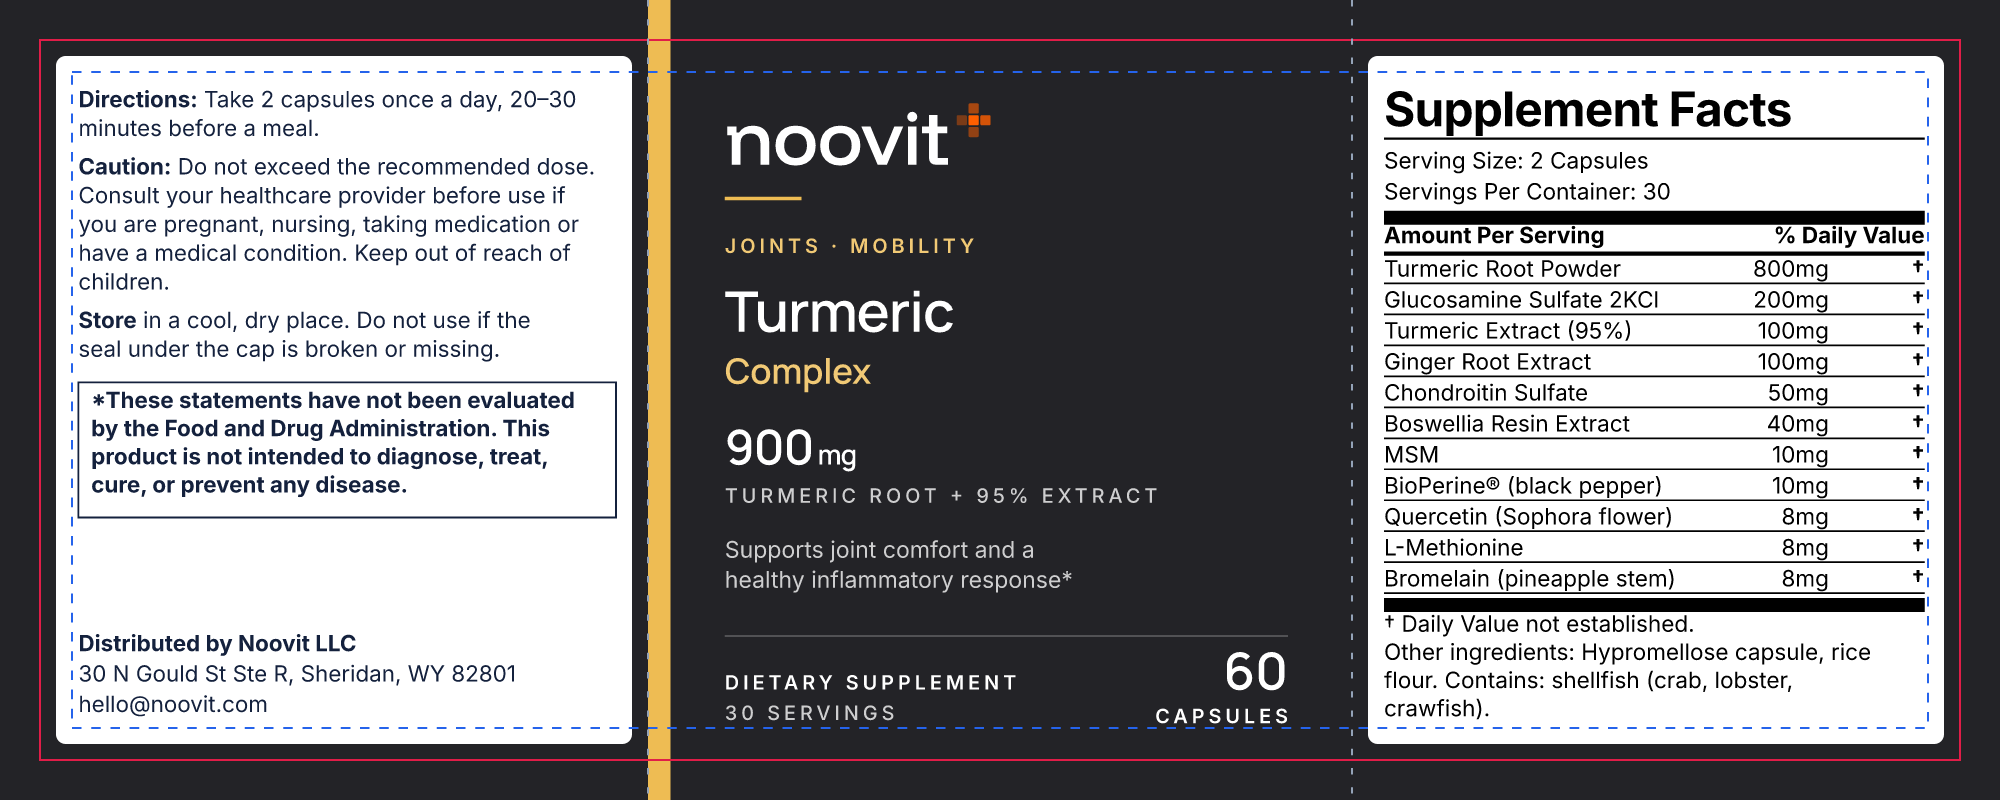 Directions: Take 2 capsules once a day, 20–30
minutes before a meal.
Caution: Do not exceed the recommended dose.
Consult your healthcare provider before use if
you are pregnant, nursing, taking medication or
have a medical condition. Keep out of reach of
children.
Store in a cool, dry place. Do not use if the
seal under the cap is broken or missing.
*These statements have not been evaluated
by the Food and Drug Administration. This
product is not intended to diagnose, treat,
cure, or prevent any disease.
Distributed by Noovit LLC
30 N Gould St Ste R, Sheridan, WY 82801
hello@noovit.com
noovit
JOINTS · MOBILITY
Turmeric
Complex
900 mg
TURMERIC ROOT + 95% EXTRACT
Supports joint comfort and a
healthy inflammatory response*
DIETARY SUPPLEMENT
30 SERVINGS
60
CAPSULES
Supplement Facts
Serving Size: 2 Capsules
Servings Per Container: 30
Amount Per Serving % Daily Value
Turmeric Root Powder 800mg †
Glucosamine Sulfate 2KCl 200mg †
Turmeric Extract (95%) 100mg †
Ginger Root Extract 100mg †
Chondroitin Sulfate 50mg †
Boswellia Resin Extract 40mg †
MSM 10mg †
BioPerine® (black pepper) 10mg †
Quercetin (Sophora flower) 8mg †
L-Methionine 8mg †
Bromelain (pineapple stem) 8mg †
† Daily Value not established.
Other ingredients: Hypromellose capsule, rice
flour. Contains: shellfish (crab, lobster,
crawfish).